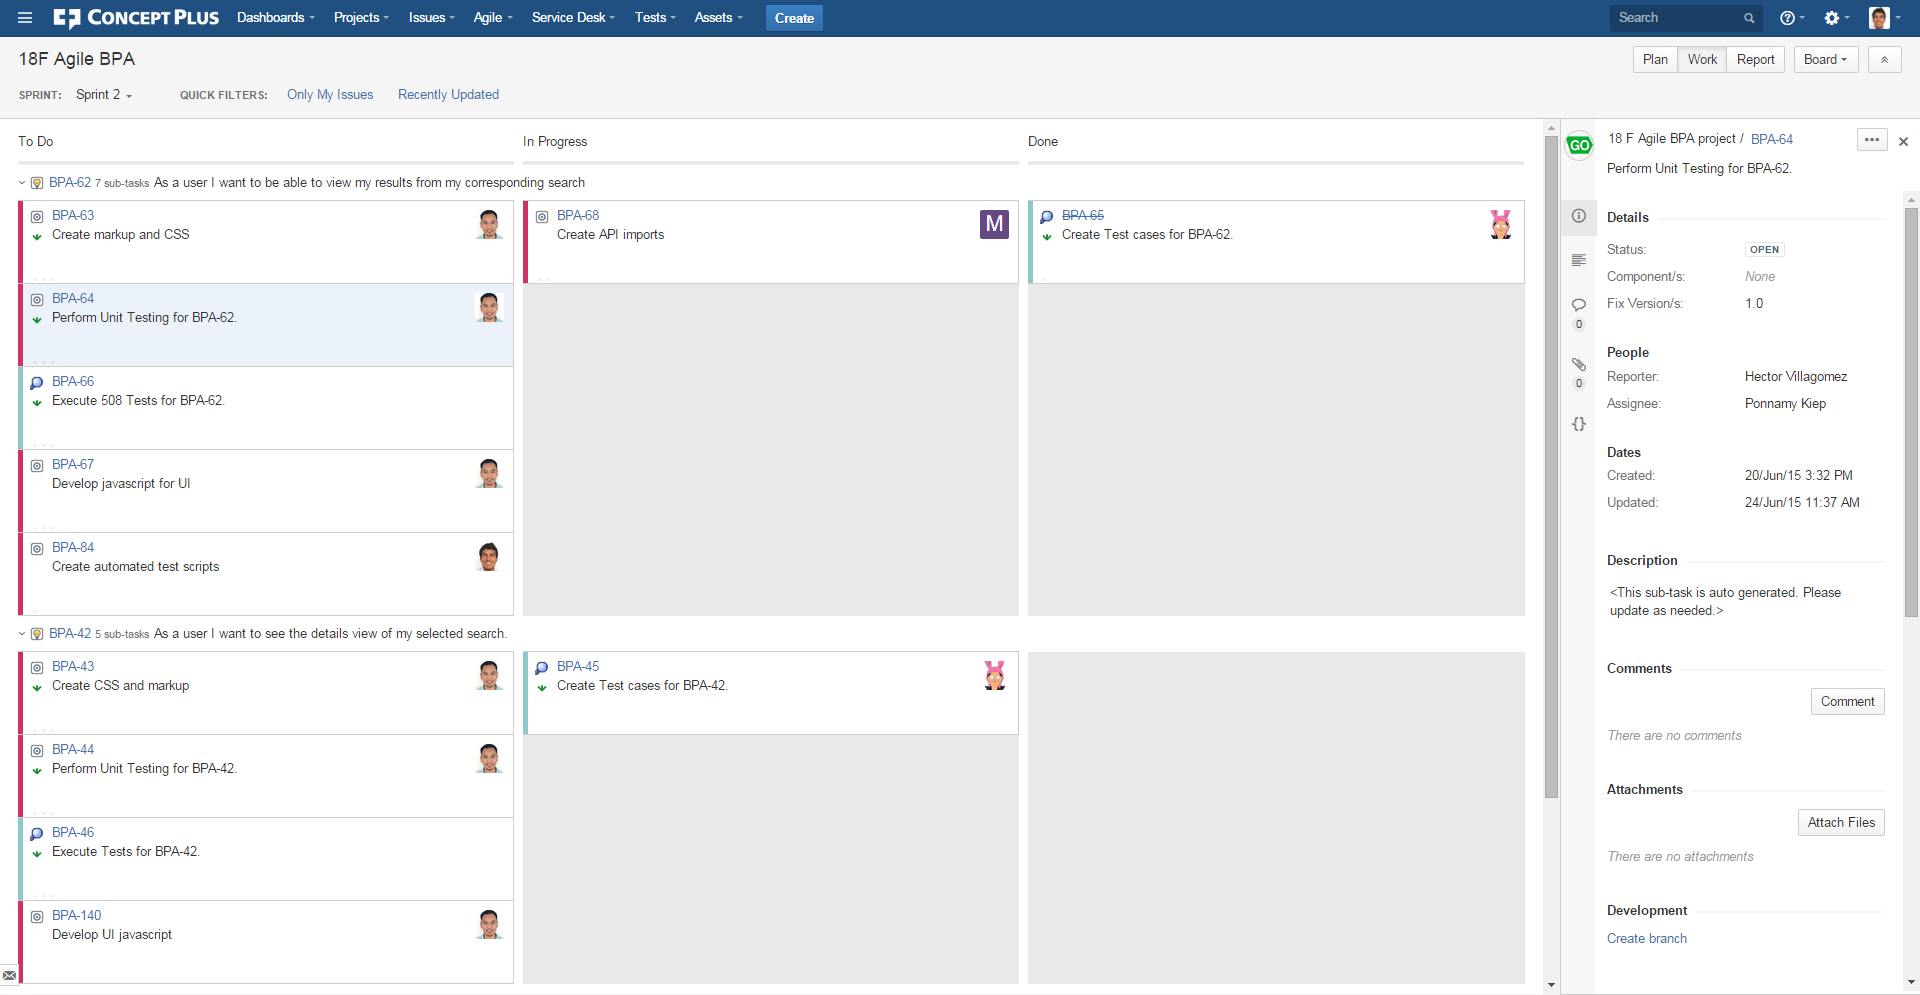 CONCEPT PLUS Dashboards Projects Issues Agile Service Desk Tests Assets Create Search
18F Agile BPA
Plan Work Report Board
SPRINT: Sprint 2 QUICK FILTERS: Only My Issues Recently Updated
To Do
In Progress
Done
BPA-62 7 sub-tasks As a user I want to be able to view my results from my corresponding search
BPA-63
Create markup and CSS
BPA-64
Perform Unit Testing for BPA-62.
BPA-66
Execute 508 Tests for BPA-62.
BPA-67
Develop javascript for UI
BPA-84
Create automated test scripts
BPA-68
Create API imports
M
BPA-65
Create Test cases for BPA-62.
BPA-42 5 sub-tasks As a user I want to see the details view of my selected search.
BPA-43
Create CSS and markup
BPA-44
Perform Unit Testing for BPA-42.
BPA-46
Execute Tests for BPA-42.
BPA-140
Develop UI javascript
BPA-45
Create Test cases for BPA-42.
GO
18 F Agile BPA project / BPA-64
Perform Unit Testing for BPA-62.
0
0
Details
Status: OPEN
Component/s: None
Fix Version/s: 1.0
People
Reporter: Hector Villagomez
Assignee: Ponnamy Kiep
Dates
Created: 20/Jun/15 3:32 PM
Updated: 24/Jun/15 11:37 AM
Description
<This sub-task is auto generated. Please
update as needed.>
Comments
Comment
There are no comments
Attachments
Attach Files
There are no attachments
Development
Create branch